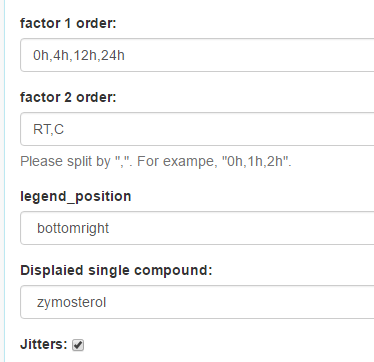 factor 1 order:
0h,4h,12h,24h
factor 2 order:
RT,C
Please split by ",". For exampe, "0h,1h,2h".
legend_position
bottomright
Displaied single compound:
zymosterol
Jitters: